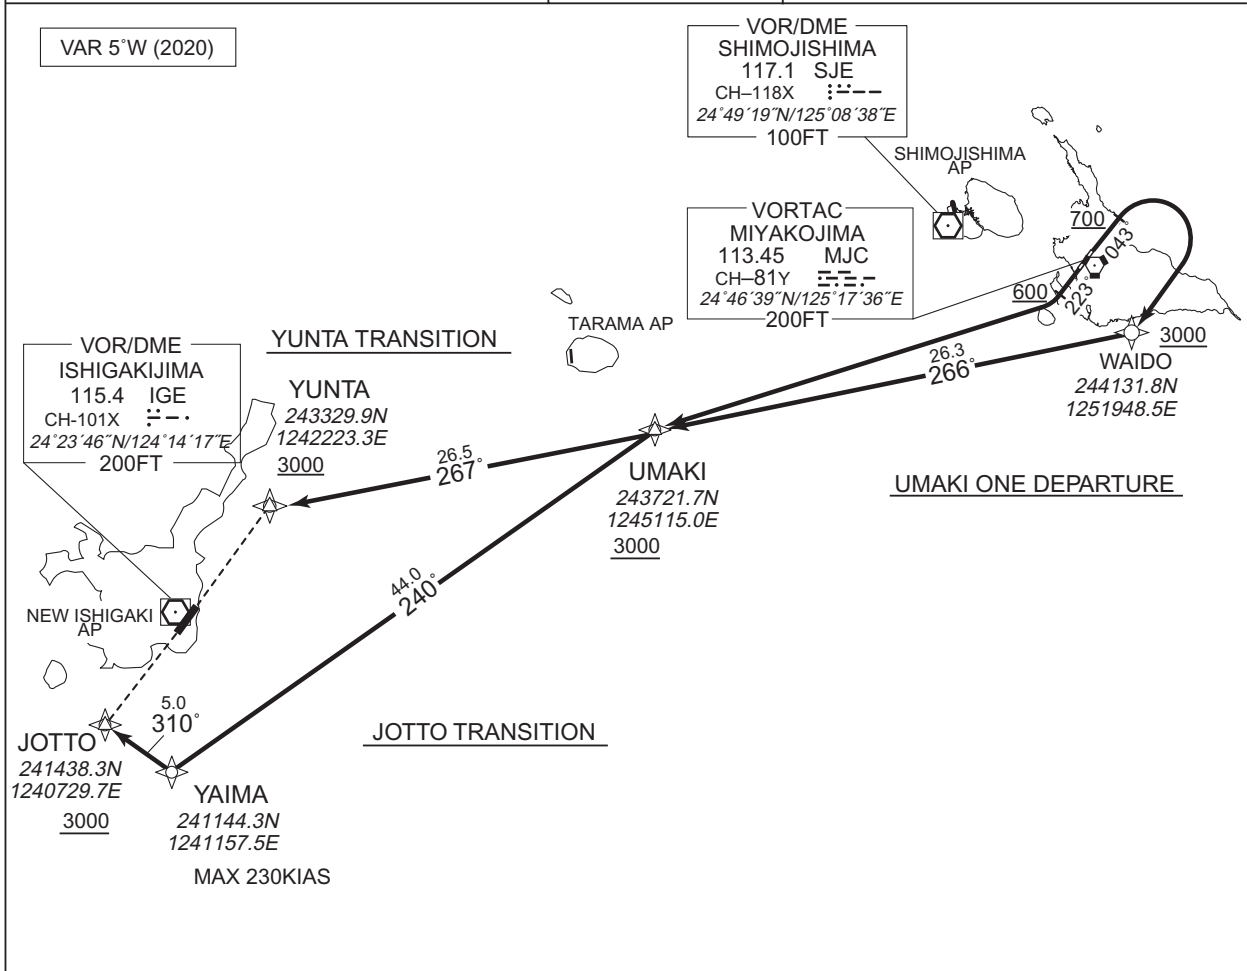 VAR 5°W (2020)
VOR/DME
SHIMOJISHIMA
117.1 SJE
CH–118X
24°49´19˝N/125°08´38˝E
100FT
SHIMOJISHIMA
AP
VORTAC
MIYAKOJIMA
113.45 MJC
CH–81Y
24°46´39˝N/125°17´36˝E
200FT
700
043°
600
223°
3000
WAIDO
244131.8N
1251948.5E
TARAMA AP
26.3
266°
YUNTA TRANSITION
VOR/DME
ISHIGAKIJIMA
115.4 IGE
CH-101X
24°23´46˝N/124°14´17˝E
200FT
YUNTA
243329.9N
1242223.3E
3000
26.5
267°
UMAKI
243721.7N
1245115.0E
3000
UMAKI ONE DEPARTURE
44.0
240°
NEW ISHIGAKI
AP
5.0
310°
JOTTO
241438.3N
1240729.7E
3000
JOTTO TRANSITION
YAIMA
241144.3N
1241157.5E
MAX 230KIAS